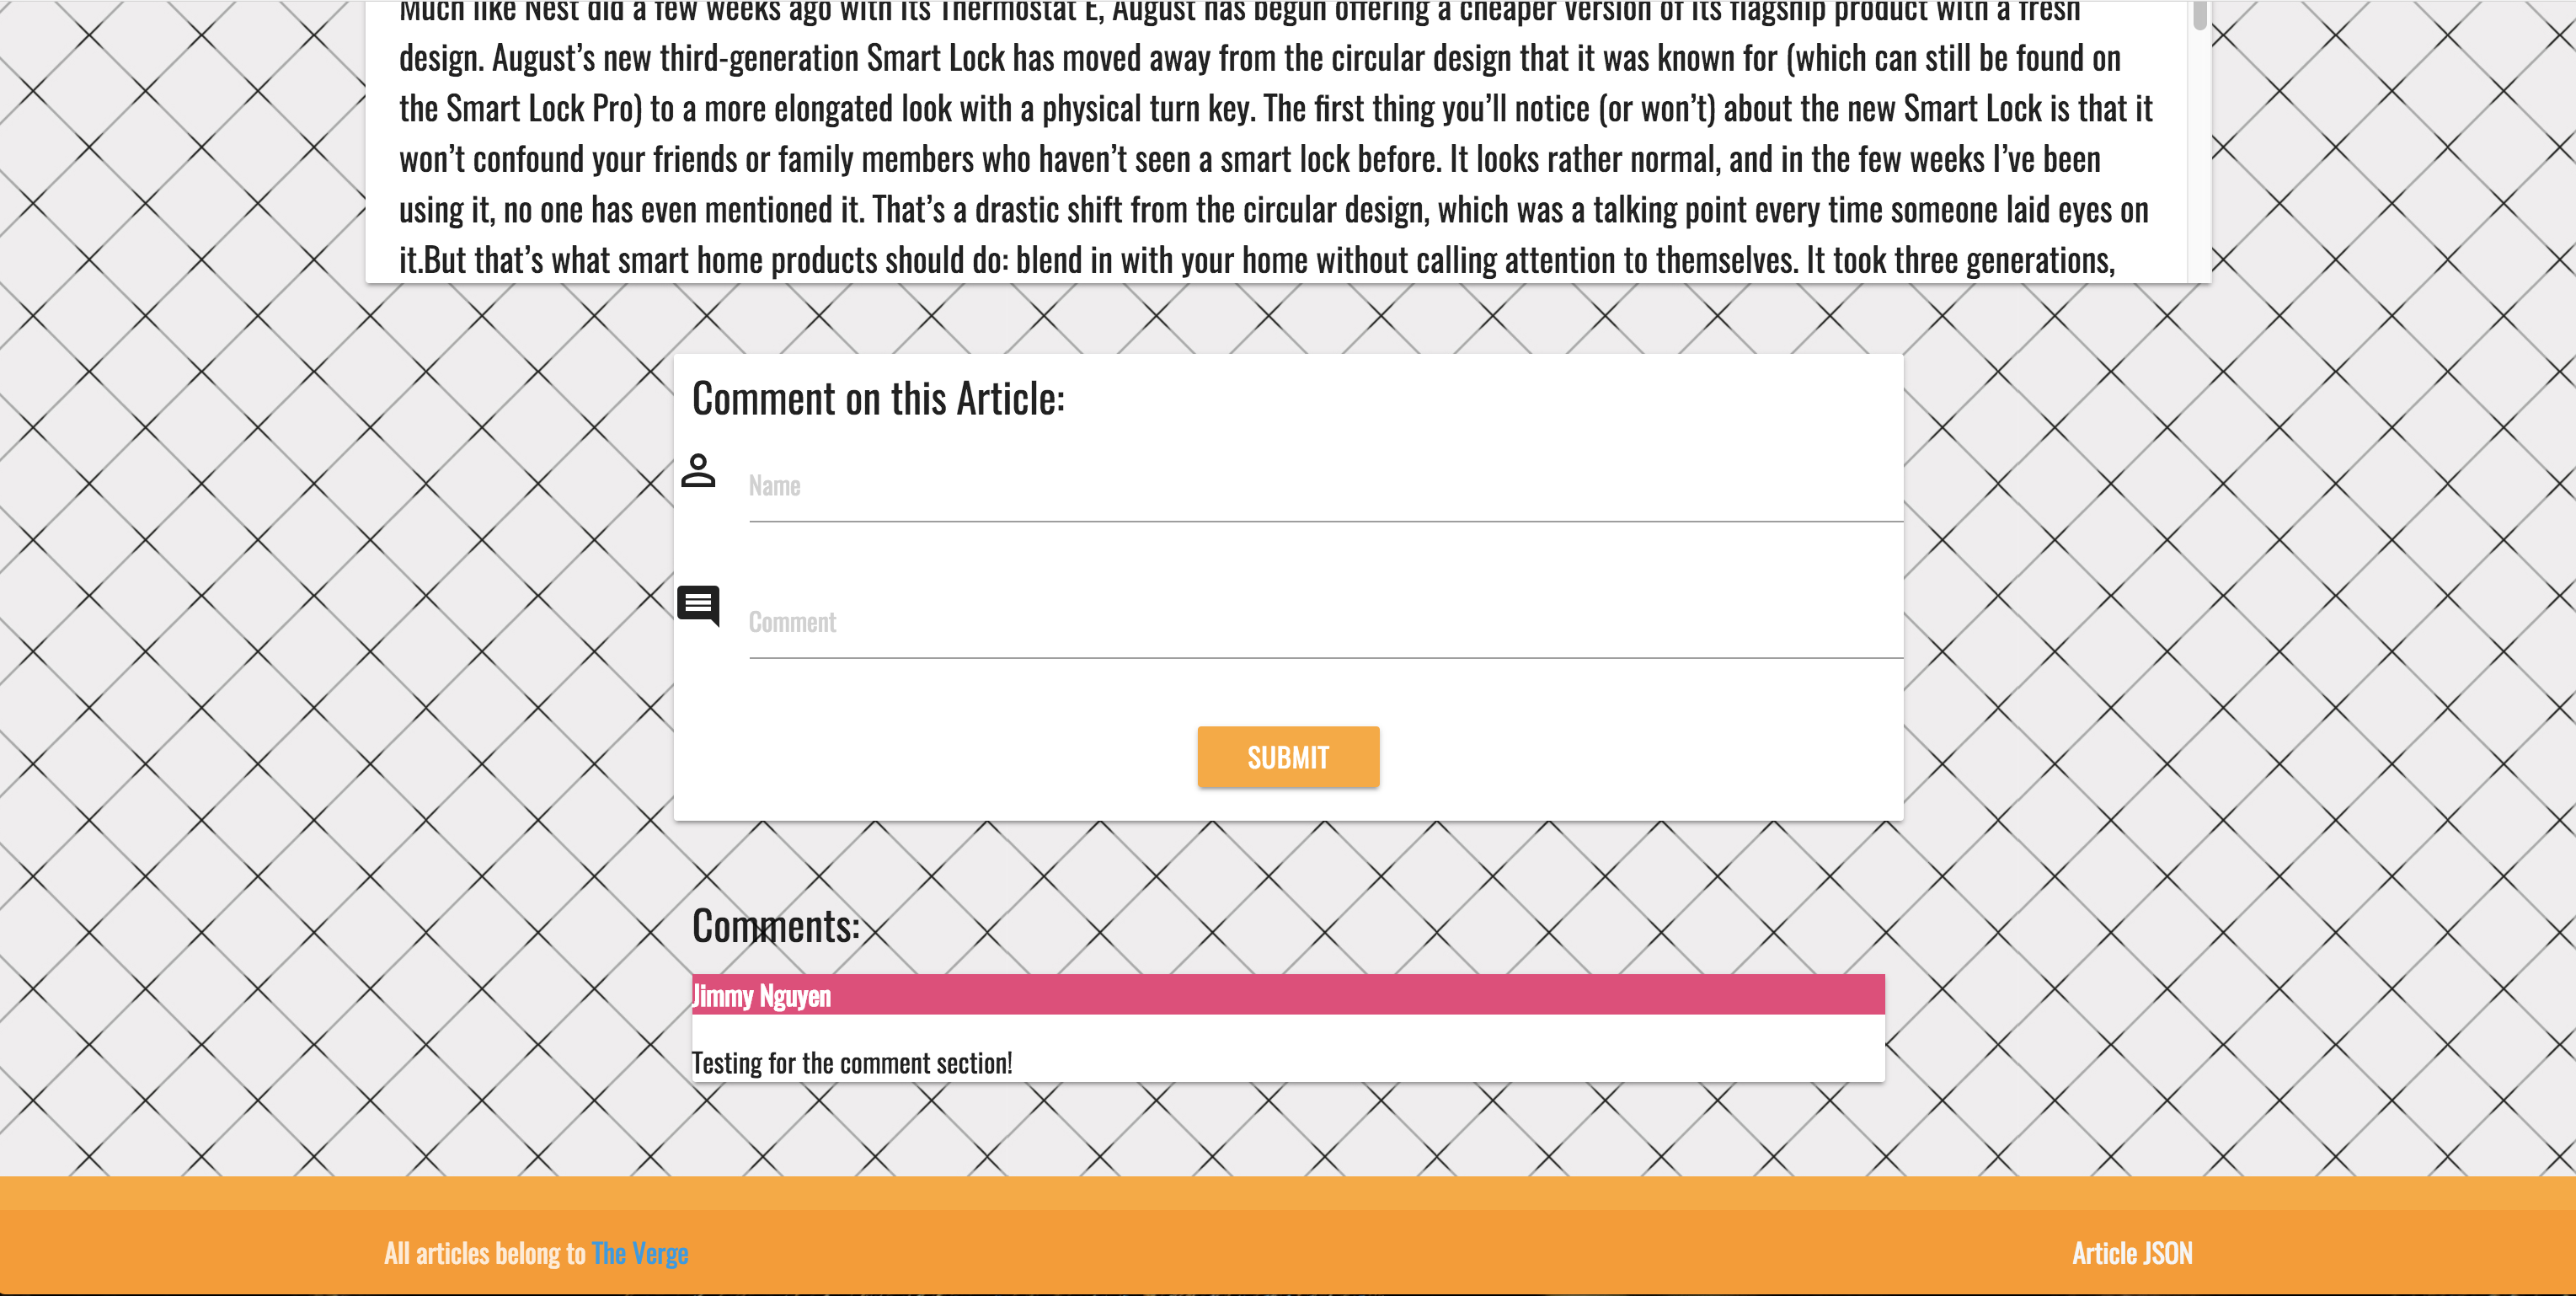 Much like Nest did a few weeks ago with its Thermostat E, August has begun offering a cheaper version of its flagship product with a fresh
design. August’s new third-generation Smart Lock has moved away from the circular design that it was known for (which can still be found on
the Smart Lock Pro) to a more elongated look with a physical turn key. The first thing you’ll notice (or won’t) about the new Smart Lock is that it
won’t confound your friends or family members who haven’t seen a smart lock before. It looks rather normal, and in the few weeks I’ve been
using it, no one has even mentioned it. That’s a drastic shift from the circular design, which was a talking point every time someone laid eyes on
it.But that’s what smart home products should do: blend in with your home without calling attention to themselves. It took three generations,
Comment on this Article:
Name
Comment
SUBMIT
Comments:
Jimmy Nguyen
Testing for the comment section!
All articles belong to The Verge
Article JSON